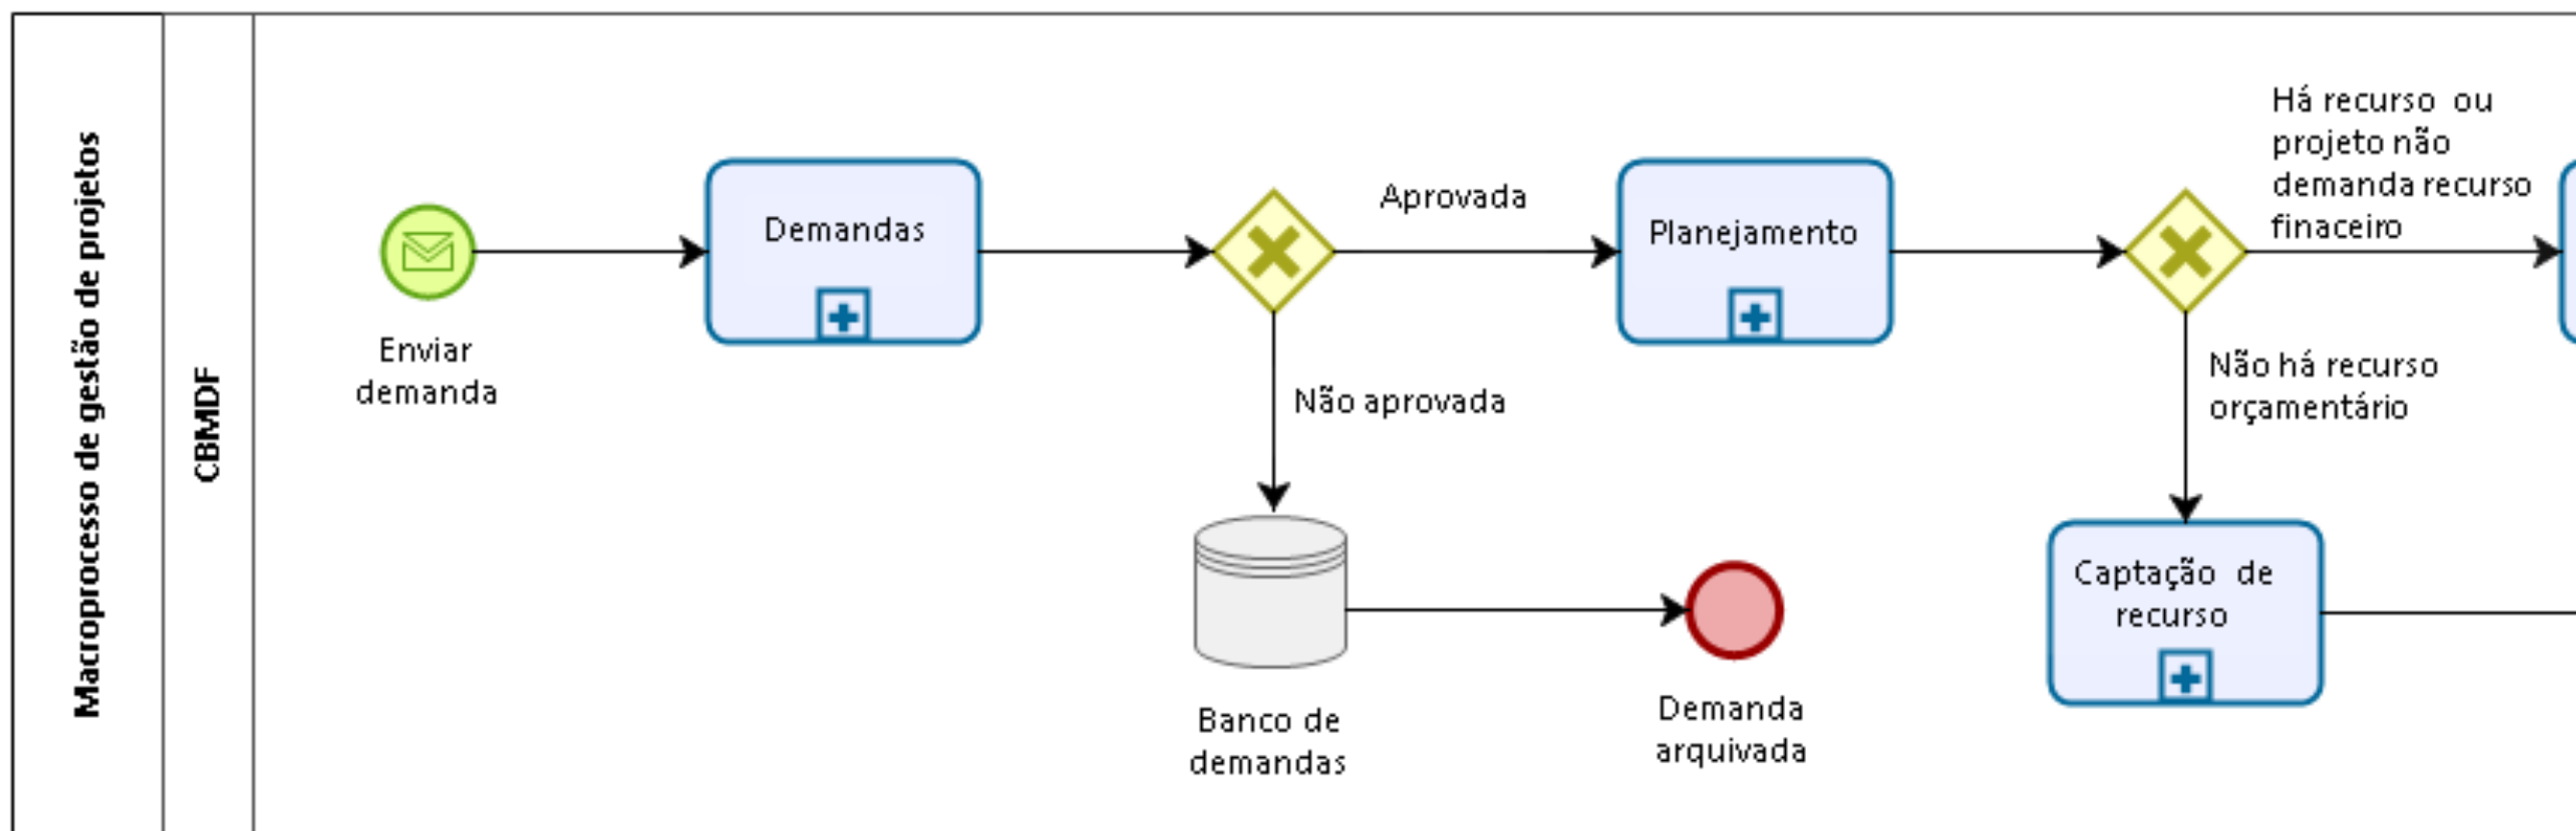 Macroprocesso de gestão de projetos
CBMDF
Enviar
demanda
Demandas
Aprovada
Não aprovada
Banco de
demandas
Demanda
arquivada
Planejamento
Há recurso ou
projeto não
demanda recurso
finaceiro
Não há recurso
orçamentário
Captação de
recurso